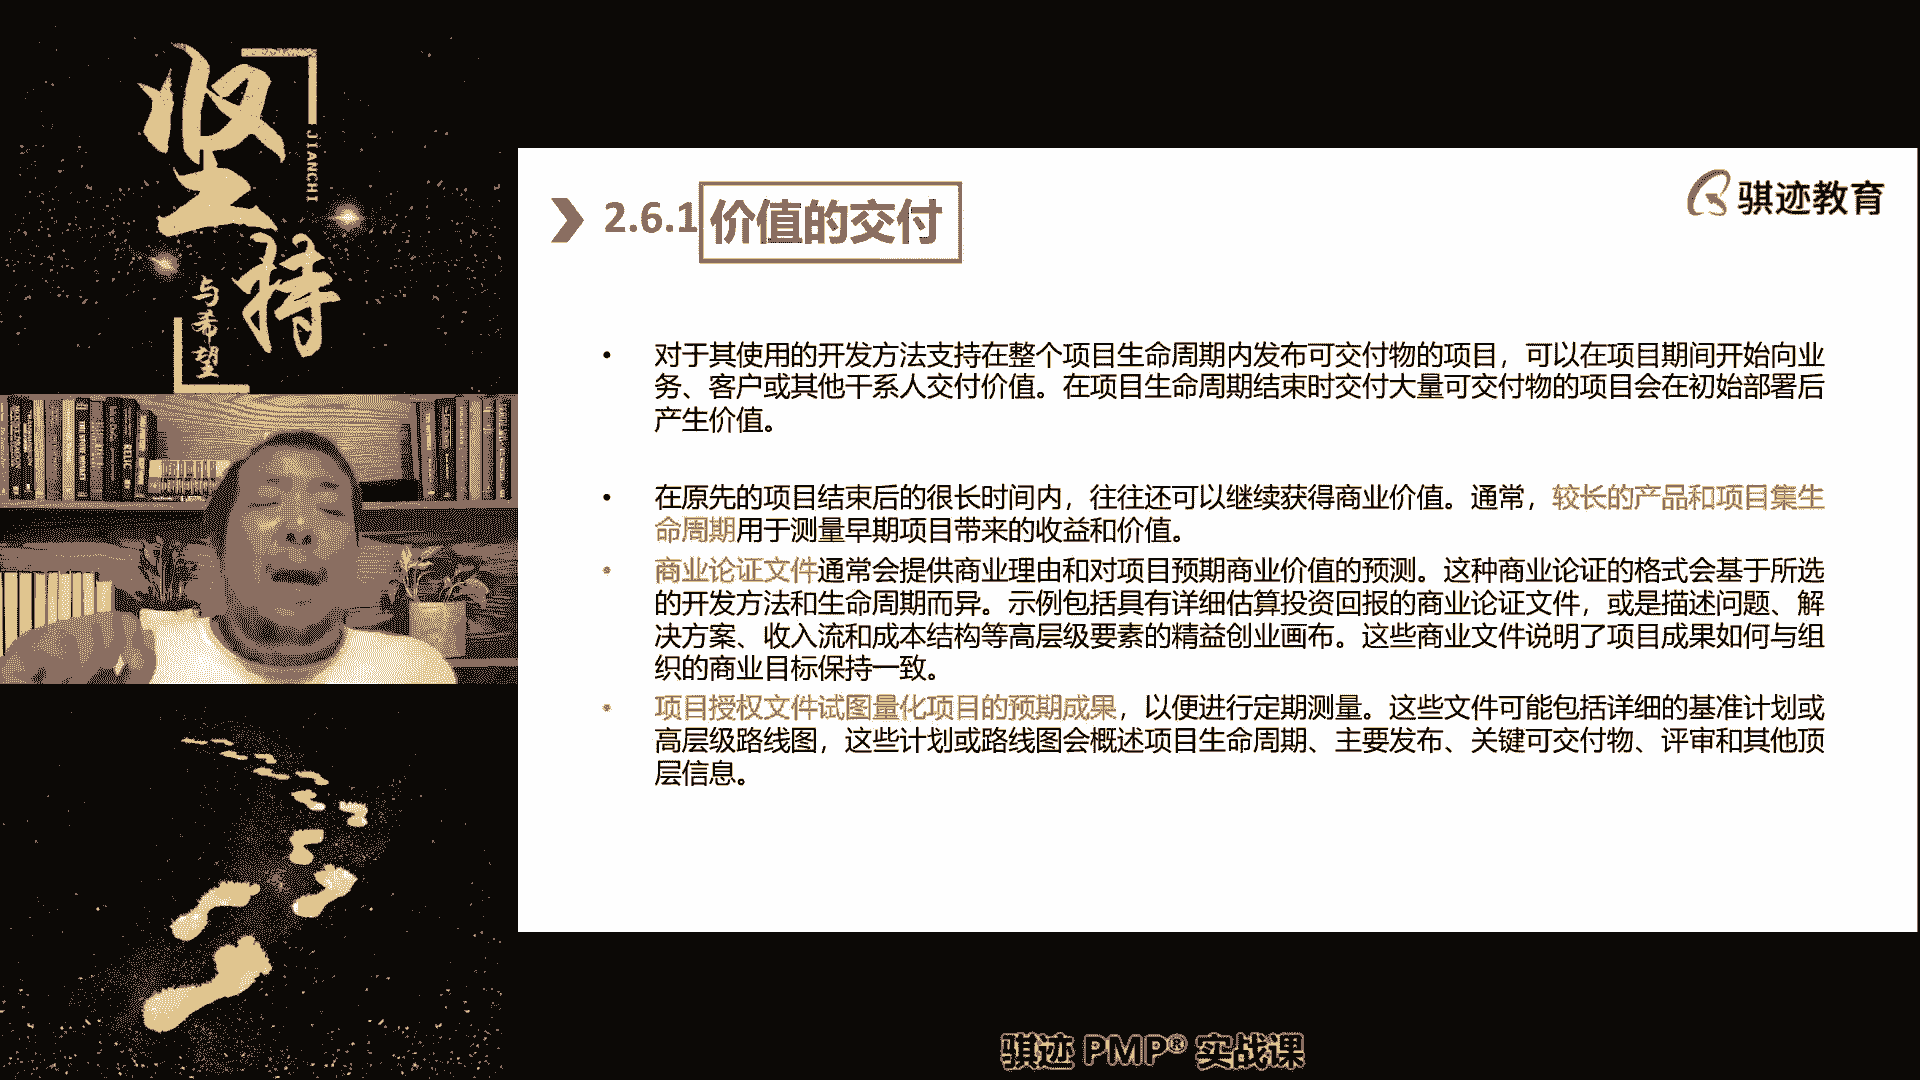 坚
持
JIANCHI
与
希
望
2.6.1 价值的交付
骐迹教育
• 对于其使用的开发方法支持在整个项目生命周期内发布可交付物的项目，可以在项目期间开始向业
务、客户或其他干系人交付价值。在项目生命周期结束时交付大量可交付物的项目会在初始部署后
产生价值。
• 在原先的项目结束后的很长时间内，往往还可以继续获得商业价值。通常，较长的产品和项目集生
命周期用于测量早期项目带来的收益和价值。
• 商业论证文件通常会提供商业理由和对项目预期商业价值的预测。这种商业论证的格式会基于所选
的开发方法和生命周期而异。示例包括具有详细估算投资回报的商业论证文件，或是描述问题、解
决方案、收入流和成本结构等高层级要素的精益创业画布。这些商业文件说明了项目成果如何与组
织的商业目标保持一致。
• 项目授权文件试图量化项目的预期成果，以便进行定期测量。这些文件可能包括详细的基准计划或
高层级路线图，这些计划或路线图会概述项目生命周期、主要发布、关键可交付物、评审和其他顶
层信息。
骐迹 PMP® 实战课